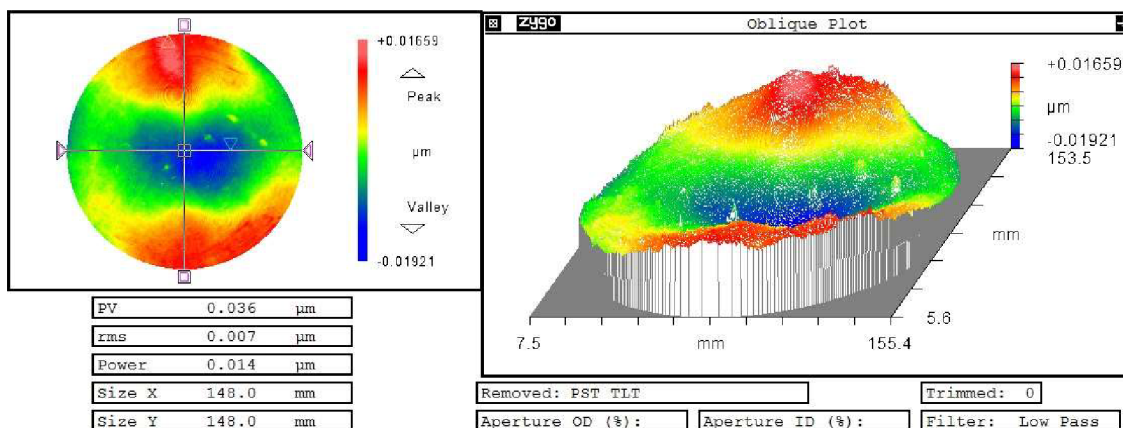 +0.01659
Peak
µm
Valley
-0.01921
PV 0.036 µm
rms 0.007 µm
Power 0.014 µm
Size X 148.0 mm
Size Y 148.0 mm
zygo Oblique Plot
+0.01659
µm
-0.01921
153.5
mm
5.6
7.5 mm 155.4
Removed: PST TLT
Trimmed: 0
Aperture OD (%):
Aperture ID (%):
Filter: Low Pass